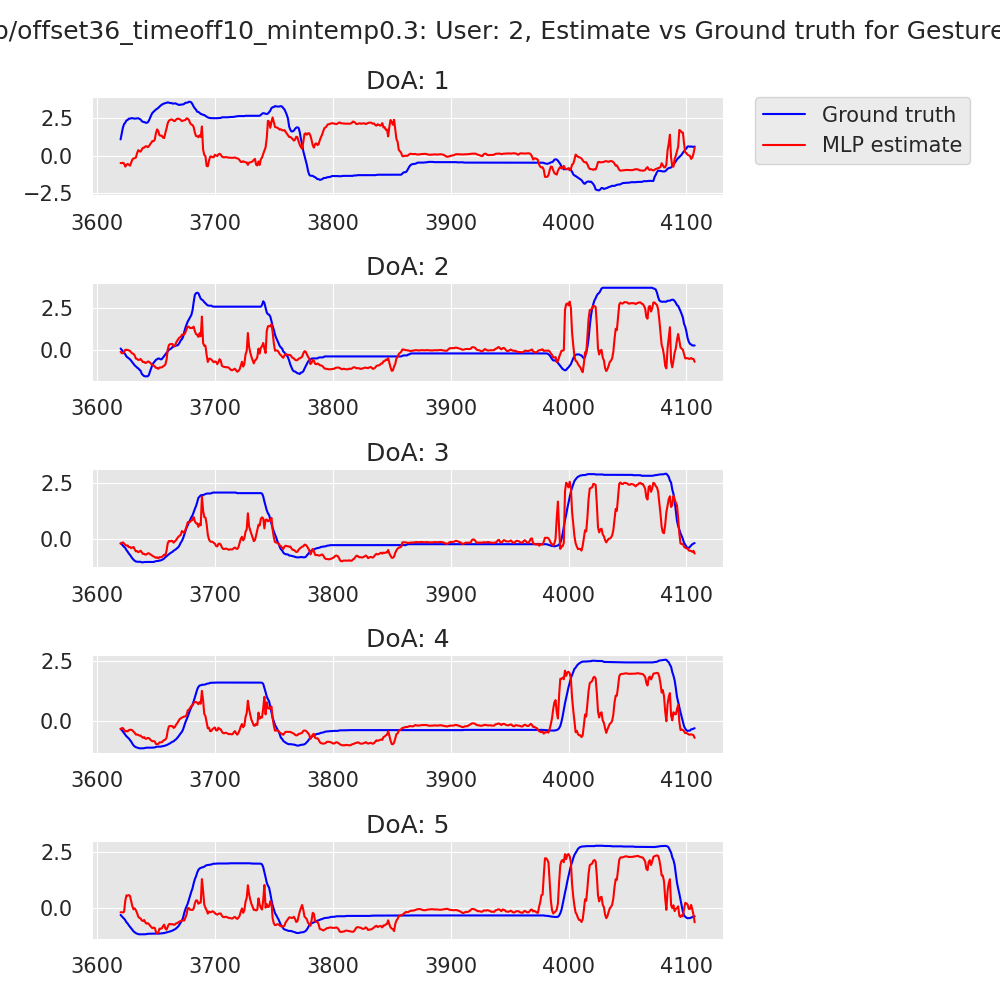 o/offset36_timeoff10_mintemp0.3: User: 2, Estimate vs Ground truth for Gesture
DoA: 1
Ground truth
MLP estimate
2.5
0.0
−2.5
3600 3700 3800 3900 4000 4100
DoA: 2
2.5
0.0
3600 3700 3800 3900 4000 4100
DoA: 3
2.5
0.0
3600 3700 3800 3900 4000 4100
DoA: 4
2.5
0.0
3600 3700 3800 3900 4000 4100
DoA: 5
2.5
0.0
3600 3700 3800 3900 4000 4100